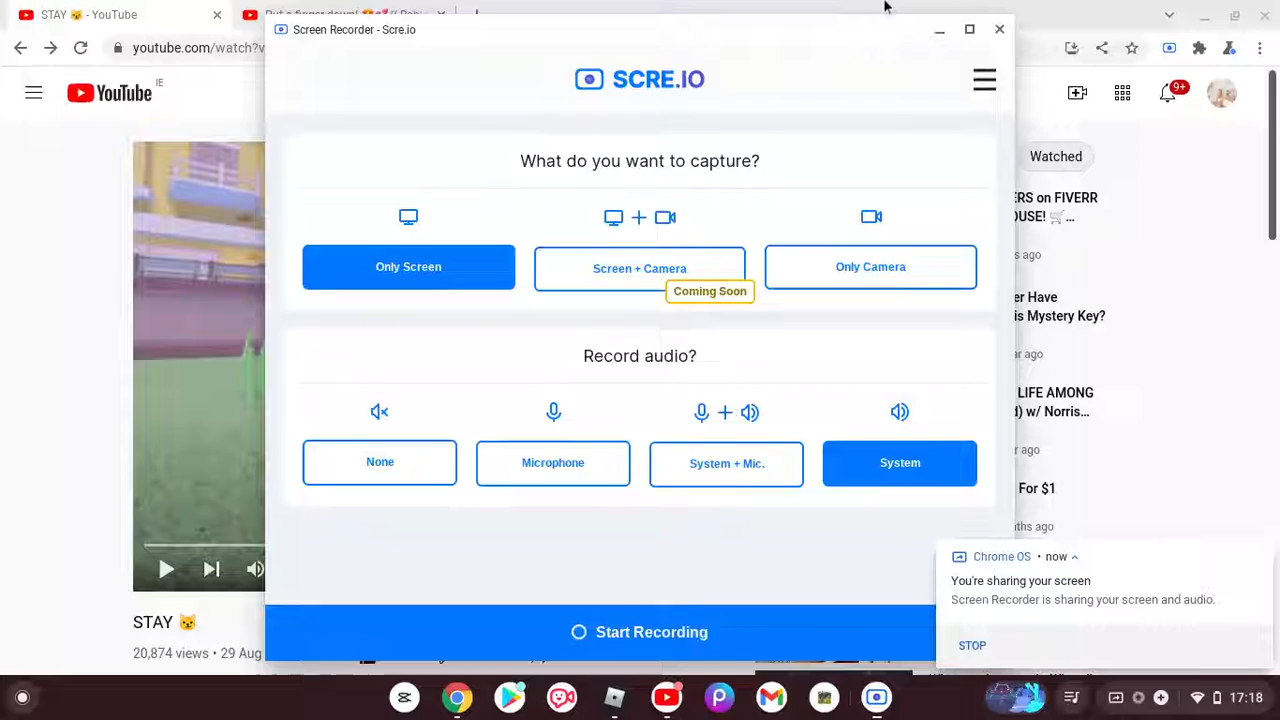 STAY 😼 - YouTube
youtube.com/watch?v
Screen Recorder - Scre.io
YouTube IE
9+
SCRE.IO
What do you want to capture?
Only Screen
Screen + Camera
Only Camera
Coming Soon
Record audio?
None
Microphone
System + Mic.
System
Start Recording
STAY 😼
20,874 views • 29 Aug
Watched
ERS on FIVERR
OUSE! 🛒...
hs ago
er Have
is Mystery Key?
ar ago
LIFE AMONG
d) w/ Norris...
r ago
For $1
nths ago
Chrome OS • now
You're sharing your screen
Screen Recorder is sharing your screen and audio.
STOP
17:18